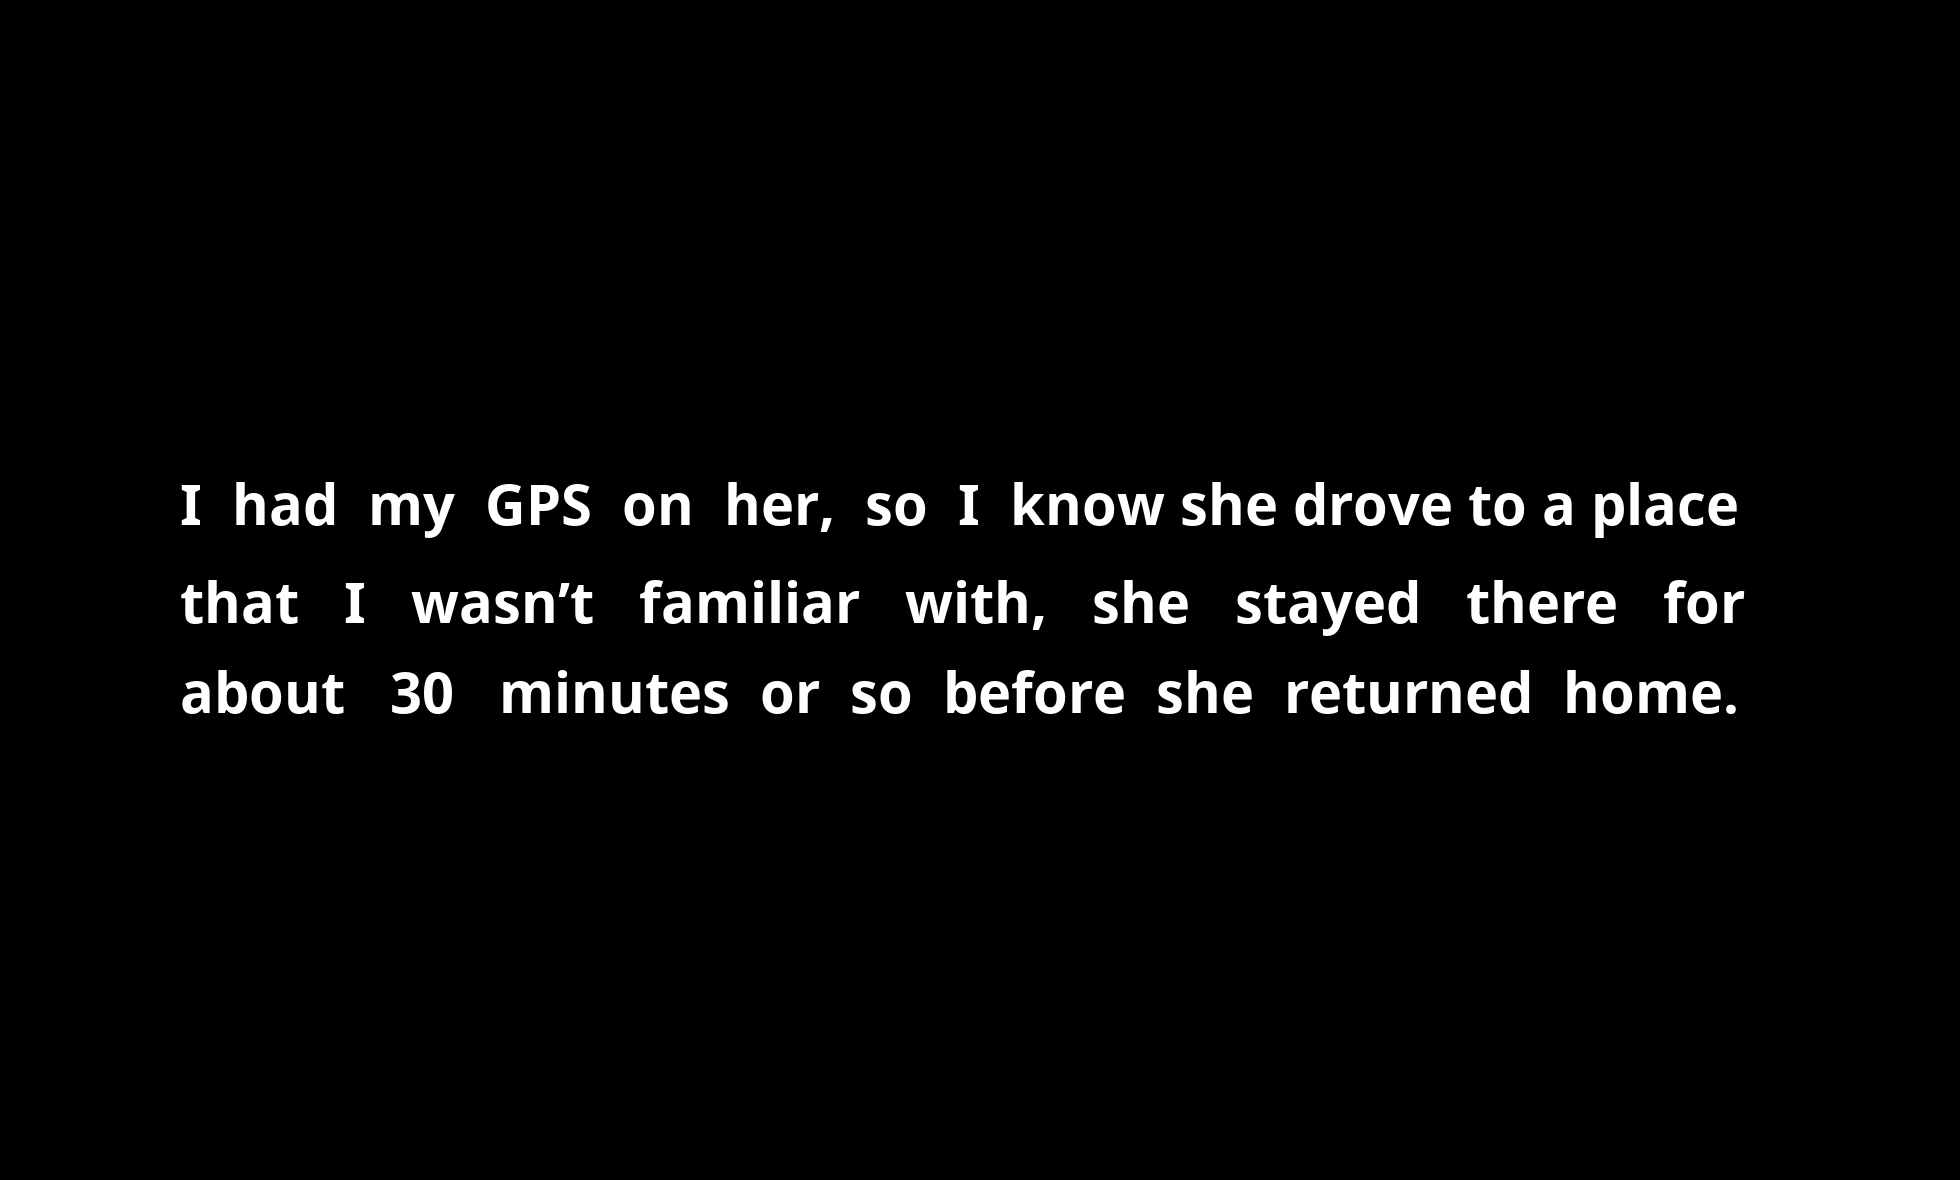 I had my GPS on her, so I know she drove to a place
that I wasn’t familiar with, she stayed there for
about 30 minutes or so before she returned home.